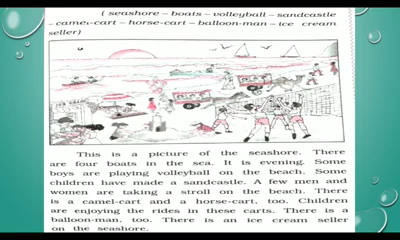 ( seashore – boats – volleyball – sandcastle
– camel-cart – horse-cart – balloon-man – ice cream
seller)
This is a picture of the seashore. There
are four boats in the sea. It is evening. Some
boys are playing volleyball on the beach. Some
children have made a sandcastle. A few men and
women are taking a stroll on the beach. There
is a camel-cart and a horse-cart, too. Children
are enjoying the rides in these carts. There is a
balloon-man, too. There is an ice cream seller
on the seashore.